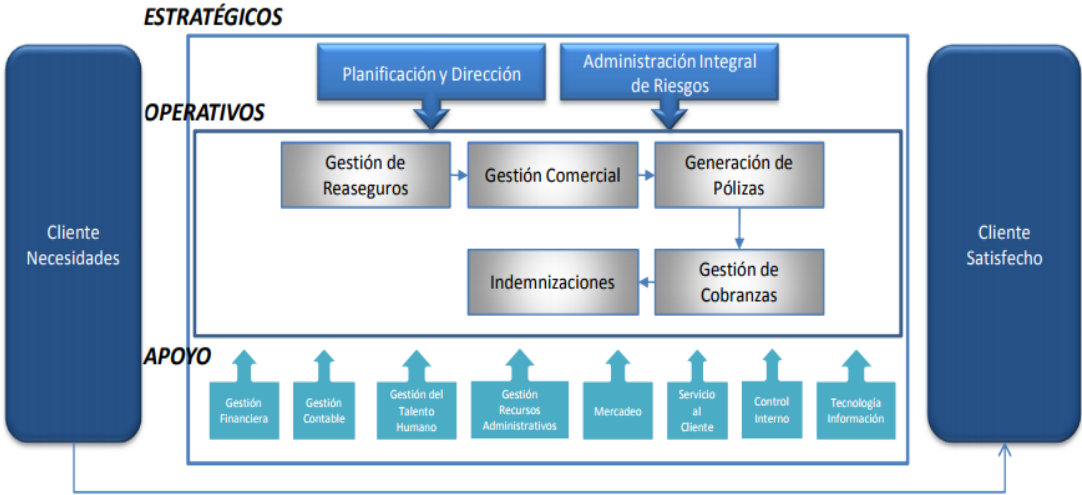 ESTRATÉGICOS
Planificación y Dirección
Administración Integral
de Riesgos
OPERATIVOS
Gestión de
Reaseguros
Gestión Comercial
Generación de
Pólizas
Cliente
Necesidades
Cliente
Satisfecho
Indemnizaciones
Gestión de
Cobranzas
APOYO
Gestión
Financiera
Gestión
Contable
Gestión del
Talento
Humano
Gestión
Recursos
Administrativos
Mercadeo
Servicio
al
Cliente
Control
Interno
Tecnología
Información